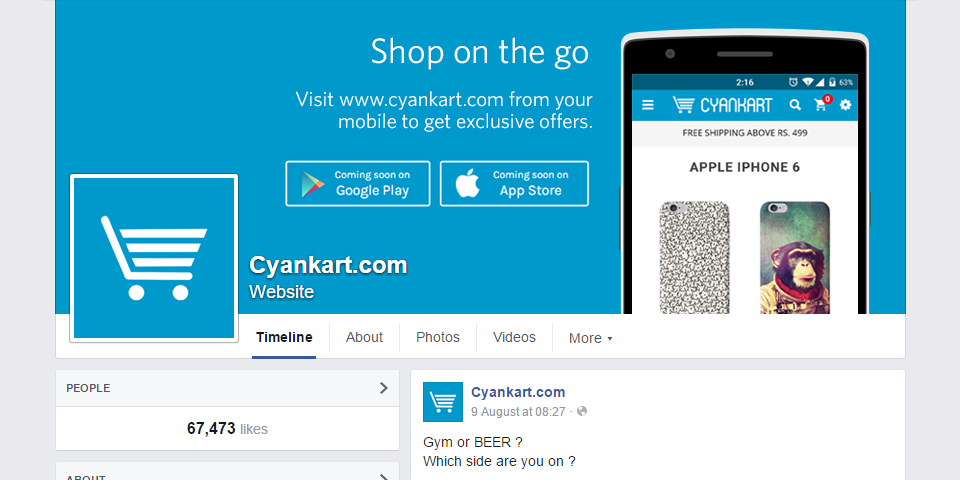 Shop on the go
Visit www.cyankart.com from your
mobile to get exclusive offers.
Coming soon on
Google Play
Coming soon on
App Store
2:16
63%
CYANKART
0
FREE SHIPPING ABOVE RS. 499
APPLE IPHONE 6
Cyankart.com
Website
Timeline
About
Photos
Videos
More
PEOPLE
67,473 likes
ABOUT
Cyankart.com
9 August at 08:27 ·
Gym or BEER ?
Which side are you on ?